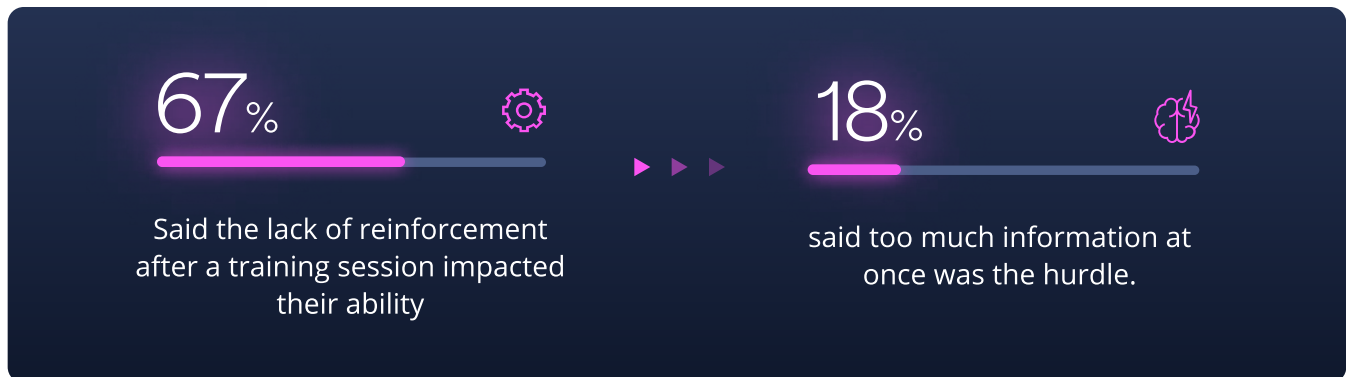 67%
Said the lack of reinforcement
after a training session impacted
their ability
18%
said too much information at
once was the hurdle.